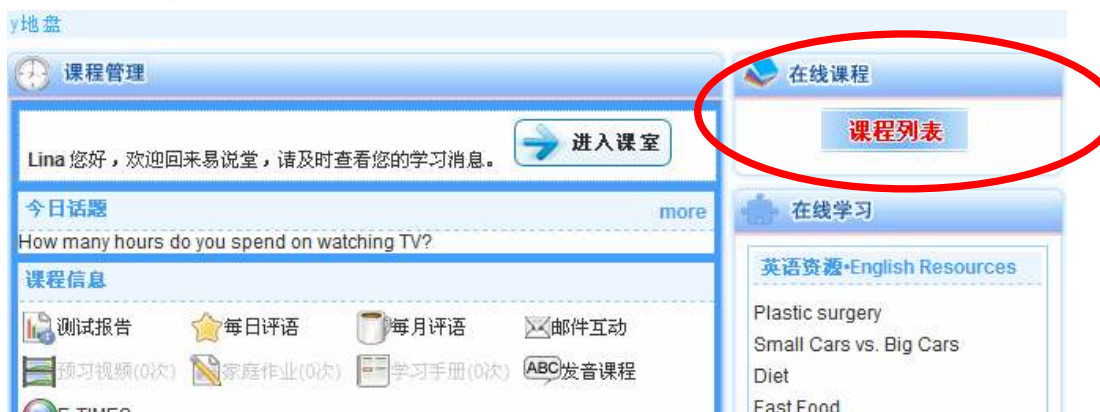 y地盘
课程管理
Lina 您好，欢迎回来易说堂，请及时查看您的学习消息。
进入课室
今日话题 more
How many hours do you spend on watching TV?
课程信息
测试报告 每日评语 每月评语 邮件互动
预习视频(0次) 家庭作业(0次) 学习手册(0次) ABC 发音课程
E-TIMES
在线课程
课程列表
在线学习
英语资源•English Resources
Plastic surgery
Small Cars vs. Big Cars
Diet
Fast Food